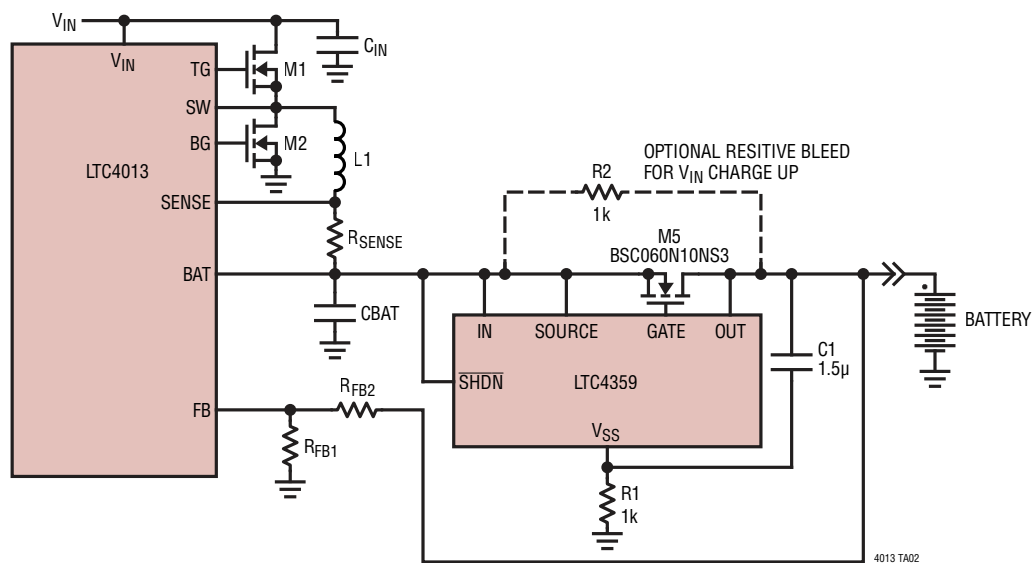 VIN
VIN
CIN
TG
M1
SW
BG
M2
L1
LTC4013
OPTIONAL RESITIVE BLEED
FOR VIN CHARGE UP
R2
1k
SENSE
RSENSE
M5
BSC060N10NS3
BAT
CBAT
IN
SOURCE
GATE
OUT
BATTERY
C1
1.5µ
SHDN
LTC4359
RFB2
FB
VSS
RFB1
R1
1k
4013 TA02